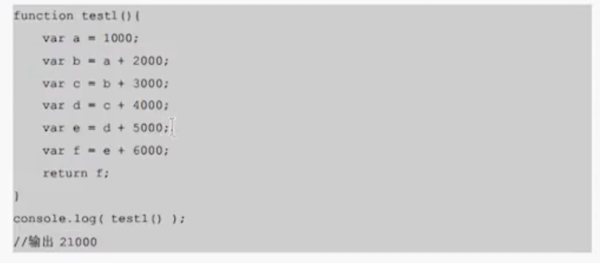 function test1(){
    var a = 1000;
    var b = a + 2000;
    var c = b + 3000;
    var d = c + 4000;
    var e = d + 5000;
    var f = e + 6000;
    return f;
}
console.log( test1() );
//输出 21000